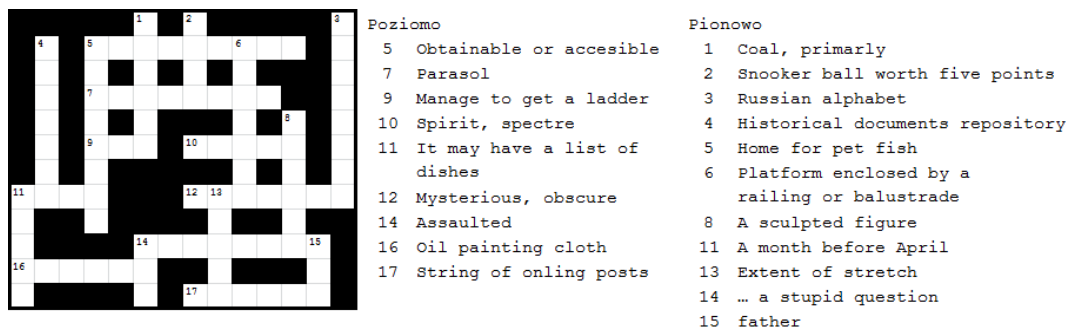 1 2 3
4 5 6
7
8
9 10
11 12 13
14 15
16
17
Poziomo
5 Obtainable or accesible
7 Parasol
9 Manage to get a ladder
10 Spirit, spectre
11 It may have a list of
dishes
12 Mysterious, obscure
14 Assaulted
16 Oil painting cloth
17 String of onling posts
Pionowo
1 Coal, primarly
2 Snooker ball worth five points
3 Russian alphabet
4 Historical documents repository
5 Home for pet fish
6 Platform enclosed by a
railing or balustrade
8 A sculpted figure
11 A month before April
13 Extent of stretch
14 … a stupid question
15 father